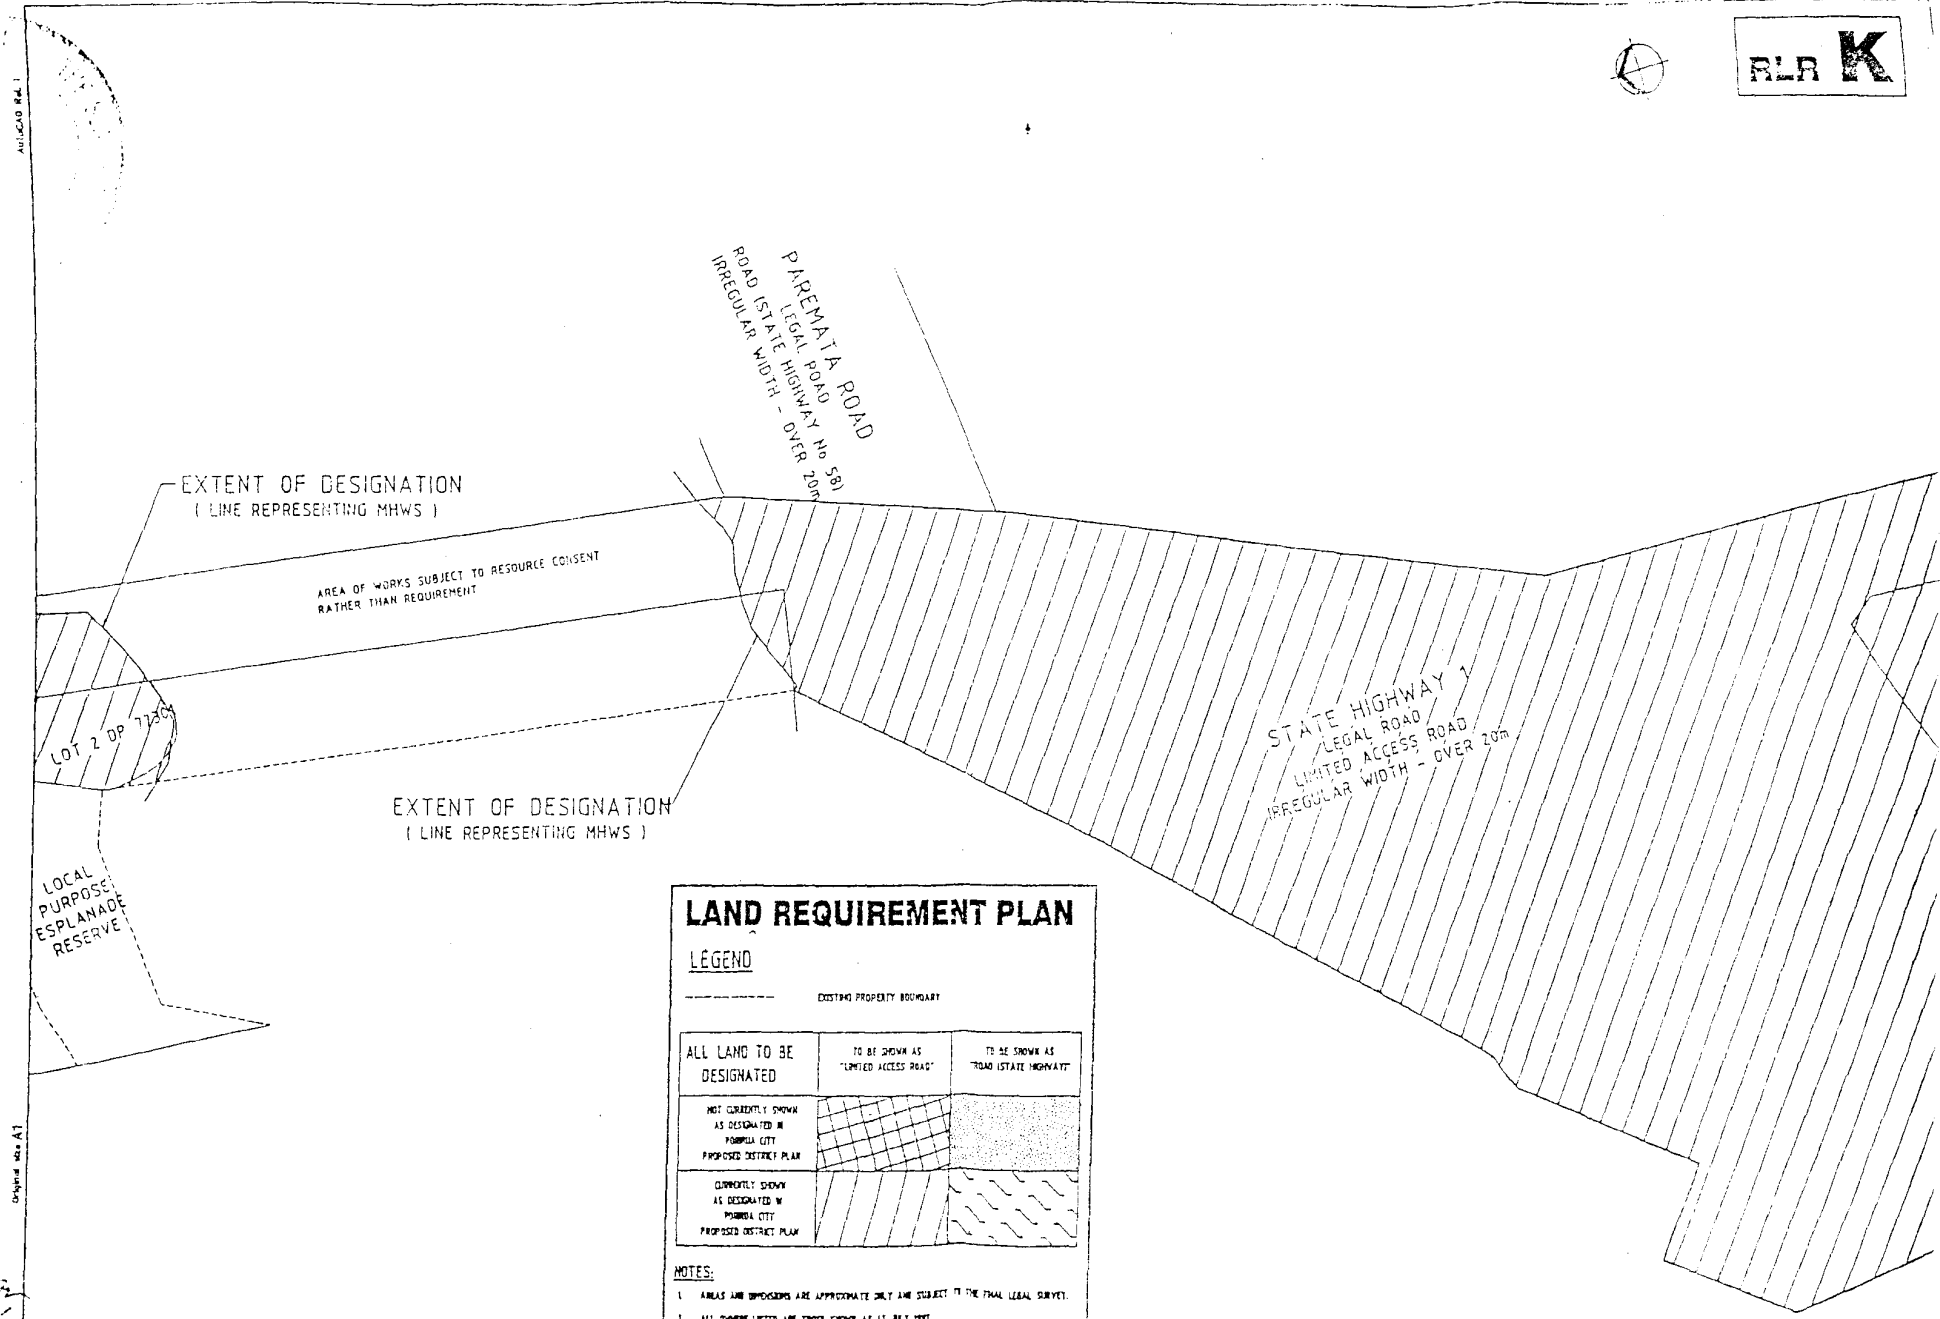 AutoCAD Rel.
RLR K
PAREMATA ROAD
LEGAL ROAD
ROAD (STATE HIGHWAY No 58)
IRREGULAR WIDTH - OVER 20m
EXTENT OF DESIGNATION
( LINE REPRESENTING MHWS )
AREA OF WORKS SUBJECT TO RESOURCE CONSENT
RATHER THAN REQUIREMENT
LOT 2 DP
STATE HIGHWAY 1
LEGAL ROAD
LIMITED ACCESS ROAD
IRREGULAR WIDTH - OVER 20m
EXTENT OF DESIGNATION
( LINE REPRESENTING MHWS )
LOCAL
PURPOSE
ESPLANADE
RESERVE
LAND REQUIREMENT PLAN
LEGEND
EXISTING PROPERTY BOUNDARY
ALL LAND TO BE
DESIGNATED
TO BE SHOWN AS
"LIMITED ACCESS ROAD"
TO BE SHOWN AS
"ROAD (STATE HIGHWAY)"
NOT CURRENTLY SHOWN
AS DESIGNATED IN
PORIRUA CITY
PROPOSED DISTRICT PLAN
CURRENTLY SHOWN
AS DESIGNATED IN
PORIRUA CITY
PROPOSED DISTRICT PLAN
NOTES:
1 AREAS AND DIMENSIONS ARE APPROXIMATE ONLY AND SUBJECT TO THE FINAL LEGAL SURVEY.
Original size A1